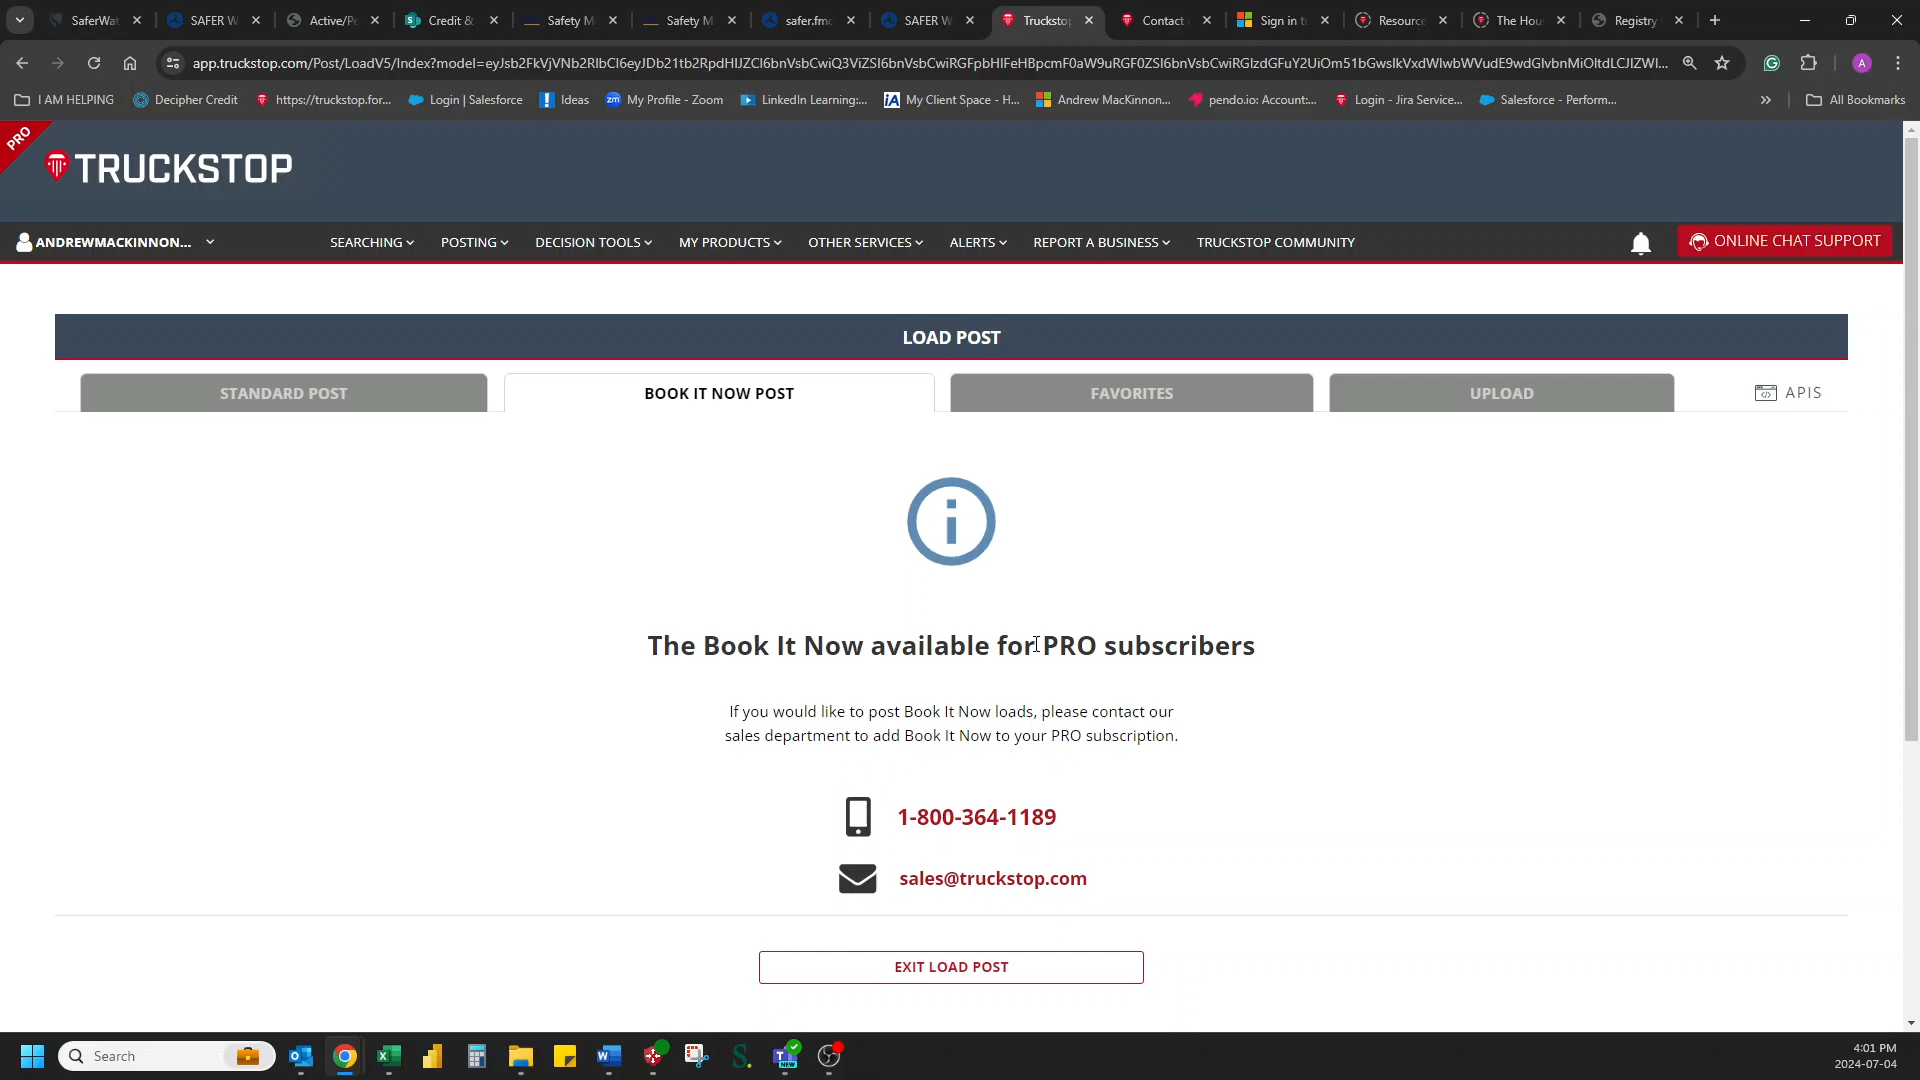 SaferWat
SAFER W
Active/Pe
Credit &
Safety M
Safety M
safer.fmc
SAFER W
Truckstop
Contact
Sign in to
Resource
The Hou
Registry
app.truckstop.com/Post/LoadV5/Index?model=
I AM HELPING
Decipher Credit
https://truckstop.for...
Login | Salesforce
Ideas
My Profile - Zoom
LinkedIn Learning:...
My Client Space - H...
Andrew MacKinnon...
pendo.io: Account:...
Login - Jira Service...
Salesforce - Perform...
All Bookmarks
PRO
TRUCKSTOP
ANDREWMACKINNON...
SEARCHING
POSTING
DECISION TOOLS
MY PRODUCTS
OTHER SERVICES
ALERTS
REPORT A BUSINESS
TRUCKSTOP COMMUNITY
ONLINE CHAT SUPPORT
LOAD POST
STANDARD POST
BOOK IT NOW POST
FAVORITES
UPLOAD
APIS
The Book It Now available for PRO subscribers
If you would like to post Book It Now loads, please contact our
sales department to add Book It Now to your PRO subscription.
1-800-364-1189
sales@truckstop.com
EXIT LOAD POST
Search
4:01 PM
2024-07-04